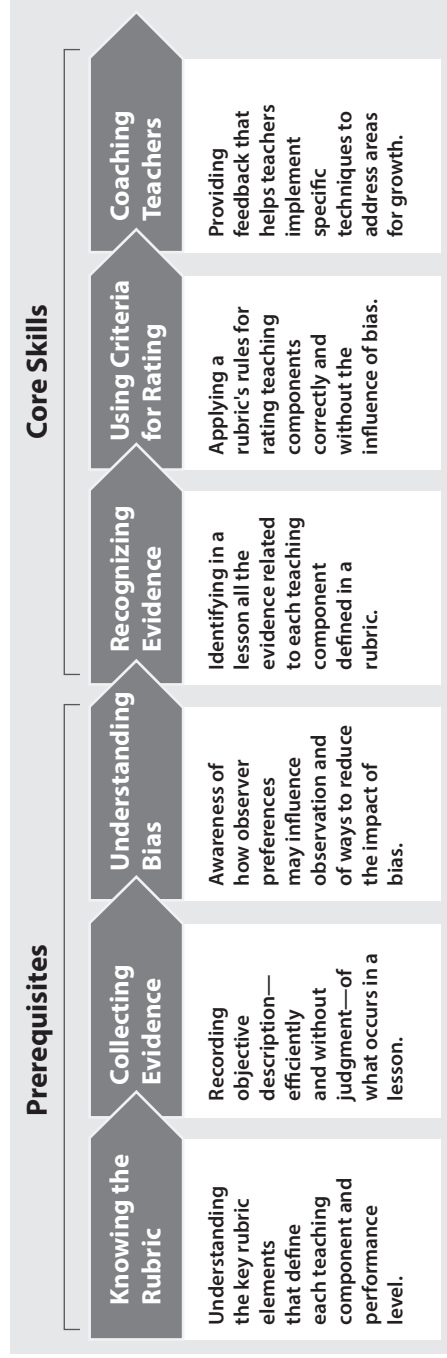 Prerequisites
Core Skills
Knowing the
Rubric
Understanding
the key rubric
elements
that define
each teaching
component and
performance
level.
Collecting
Evidence
Recording
objective
description—
efficiently
and without
judgment—of
what occurs in a
lesson.
Understanding
Bias
Awareness of
how observer
preferences
may influence
observation and
of ways to reduce
the impact of
bias.
Recognizing
Evidence
Identifying in a
lesson all the
evidence related
to each teaching
component
defined in a
rubric.
Using Criteria
for Rating
Applying a
rubric's rules for
rating teaching
components
correctly and
without the
influence of bias.
Coaching
Teachers
Providing
feedback that
helps teachers
implement
specific
techniques to
address areas
for growth.